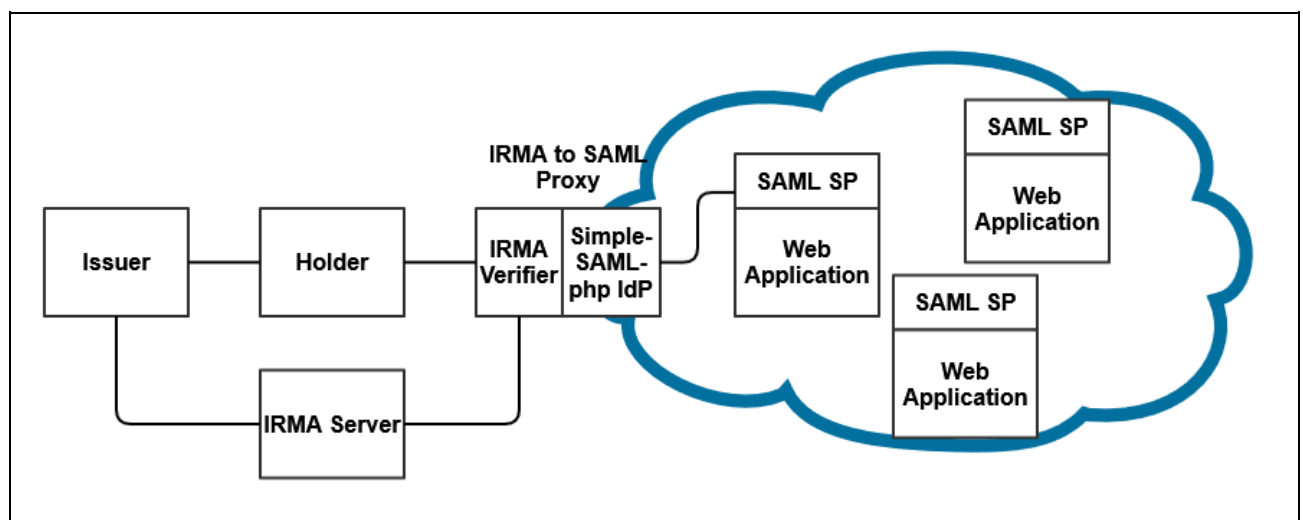 IRMA to SAML
Proxy
Issuer
Holder
IRMA
Verifier
Simple-
SAML-
php IdP
IRMA Server
SAML SP
Web
Application
SAML SP
Web
Application
SAML SP
Web
Application